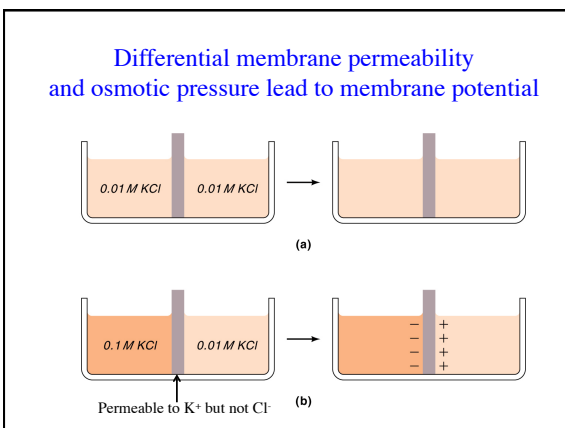 Differential membrane permeability
and osmotic pressure lead to membrane potential
0.01 M KCl 0.01 M KCl
(a)
0.1 M KCl 0.01 M KCl
− +
− +
− +
− +
Permeable to K⁺ but not Cl⁻
(b)